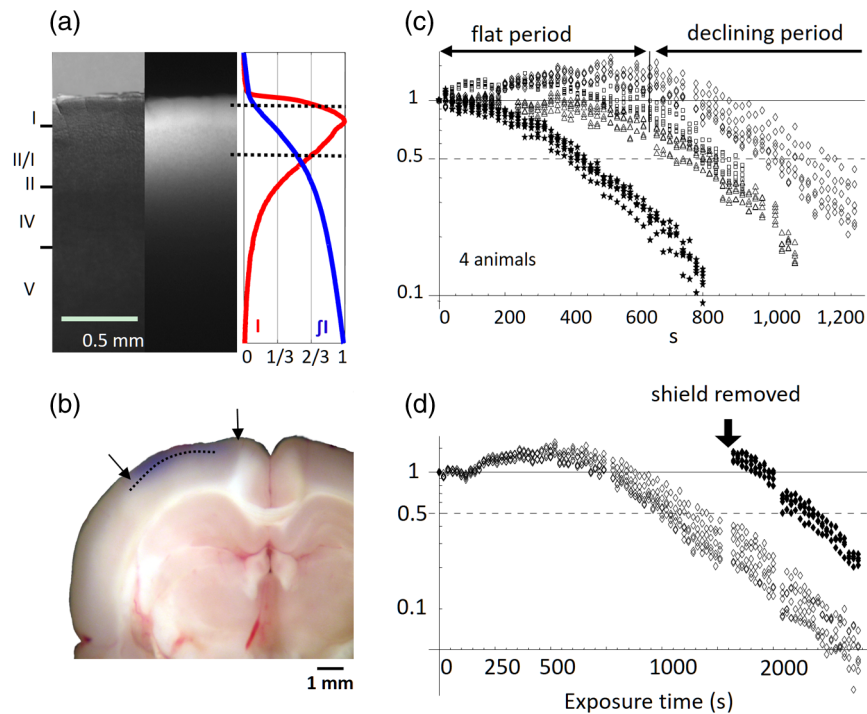 (a)
I
II/I
II
IV
V
0.5 mm
I
∫I
0 1/3 2/3 1
(b)
1 mm
(c)
flat period
declining period
1
0.5
0.1
4 animals
0 200 400 600 800 1,000 1,200
s
(d)
shield removed
1
0.5
0.1
0 250 500 1000 2000
Exposure time (s)